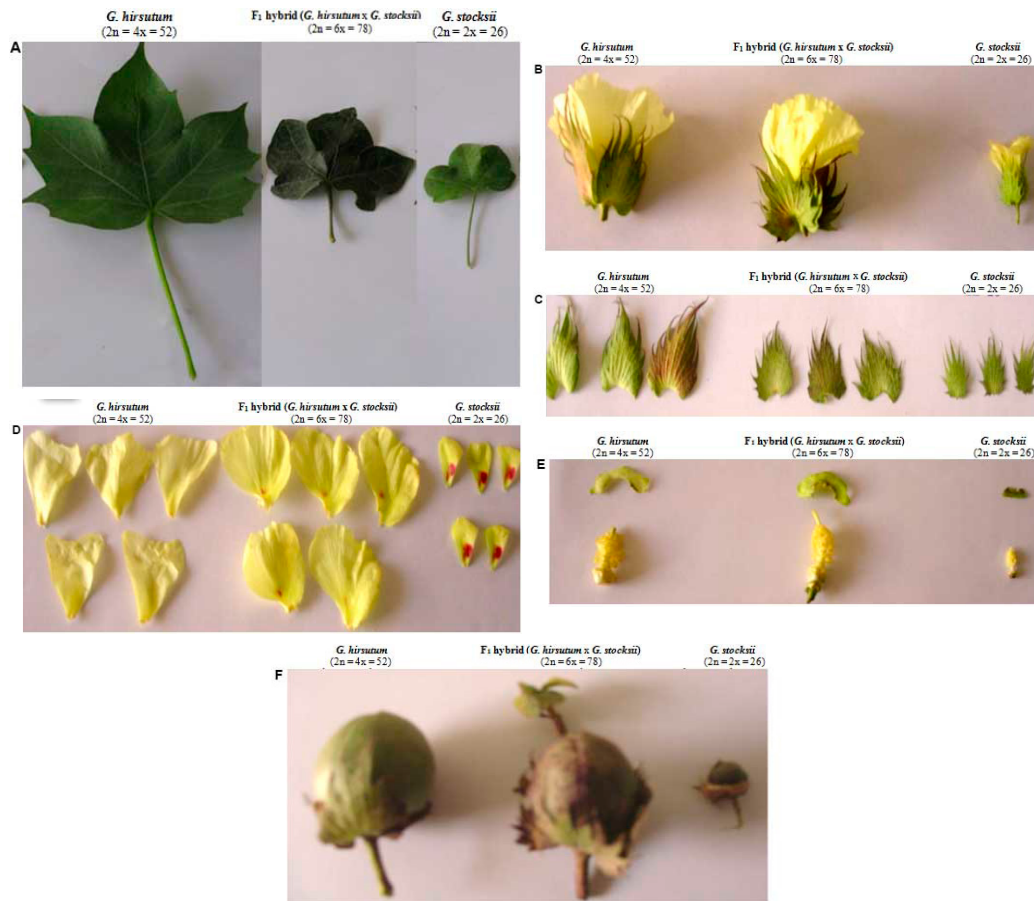 A
G. hirsutum
(2n = 4x = 52)
F₁ hybrid (G. hirsutum x G. stocksii)
(2n = 6x = 78)
G. stocksii
(2n = 2x = 26)
B
G. hirsutum
(2n = 4x = 52)
F₁ hybrid (G. hirsutum x G. stocksii)
(2n = 6x = 78)
G. stocksii
(2n = 2x = 26)
C
G. hirsutum
(2n = 4x = 52)
F₁ hybrid (G. hirsutum x G. stocksii)
(2n = 6x = 78)
G. stocksii
(2n = 2x = 26)
D
G. hirsutum
(2n = 4x = 52)
F₁ hybrid (G. hirsutum x G. stocksii)
(2n = 6x = 78)
G. stocksii
(2n = 2x = 26)
E
G. hirsutum
(2n = 4x = 52)
F₁ hybrid (G. hirsutum x G. stocksii)
(2n = 6x = 78)
G. stocksii
(2n = 2x = 26)
F
G. hirsutum
(2n = 4x = 52)
F₁ hybrid (G. hirsutum x G. stocksii)
(2n = 6x = 78)
G. stocksii
(2n = 2x = 26)